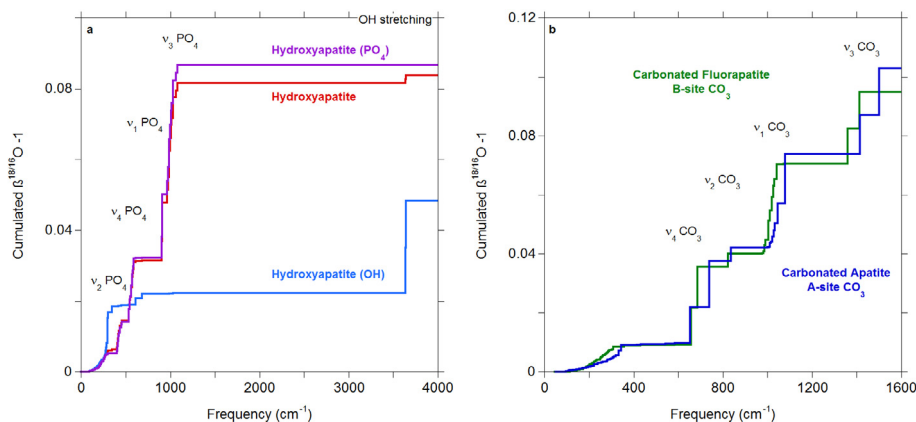 OH stretching
a
ν3 PO4
Hydroxyapatite (PO4)
Hydroxyapatite
ν1 PO4
ν4 PO4
ν2 PO4
Hydroxyapatite (OH)
0.08
0.04
0
Cumulated ß18/16O -1
0 1000 2000 3000 4000
Frequency (cm-1)
b
ν3 CO3
Carbonated Fluorapatite
B-site CO3
ν1 CO3
ν2 CO3
ν4 CO3
Carbonated Apatite
A-site CO3
0.12
0.08
0.04
0
Cumulated ß18/16O -1
0 400 800 1200 1600
Frequency (cm-1)